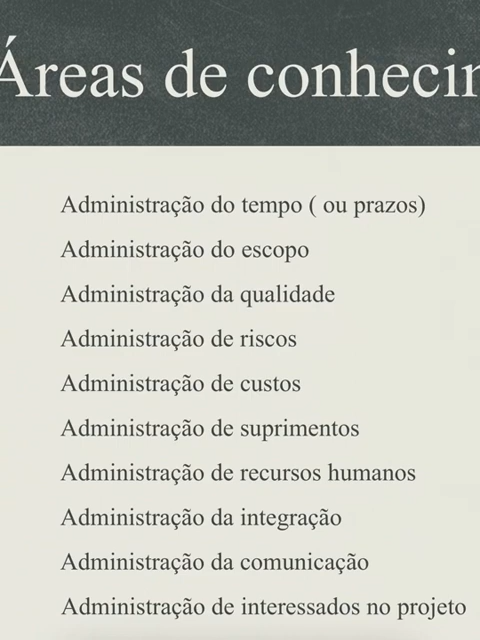 Áreas de conhecim
Administração do tempo ( ou prazos)
Administração do escopo
Administração da qualidade
Administração de riscos
Administração de custos
Administração de suprimentos
Administração de recursos humanos
Administração da integração
Administração da comunicação
Administração de interessados no projeto